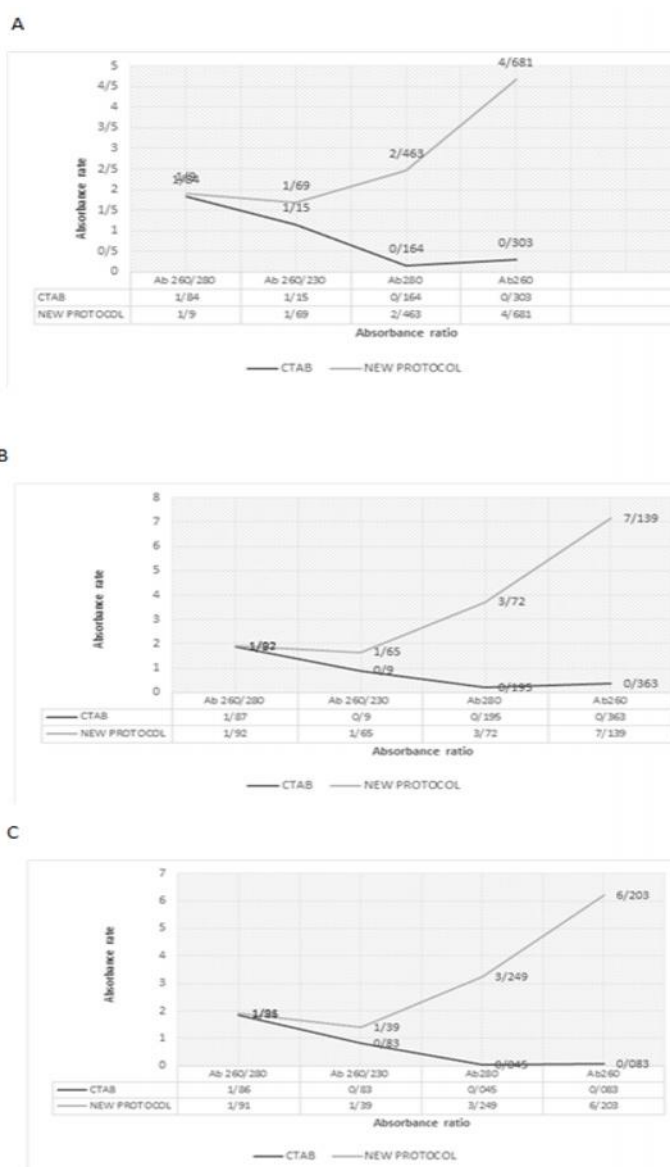 A
5
4/5
4
3/5
3
2/5
2
1/5
1
0/5
0
Absorbance rate
4/681
2/463
1/9
1/84
1/69
1/15
0/164
0/303
Ab 260/280 Ab 260/230 Ab280 Ab260
CTAB 1/84 1/15 0/164 0/303
NEW PROTOCOL 1/9 1/69 2/463 4/681
Absorbance ratio
CTAB NEW PROTOCOL
B
8
7
6
5
4
3
2
1
0
Absorbance rate
7/139
3/72
1/92
1/65
0/9
0/195
0/363
Ab 260/280 Ab 260/230 Ab280 Ab260
CTAB 1/87 0/9 0/195 0/363
NEW PROTOCOL 1/92 1/65 3/72 7/139
Absorbance ratio
CTAB NEW PROTOCOL
C
7
6
5
4
3
2
1
0
Absorbance rate
6/203
3/249
1/39
0/83
0/045
0/083
Ab 260/280 Ab 260/230 Ab280 Ab260
CTAB 1/86 0/83 0/045 0/083
NEW PROTOCOL 1/91 1/39 3/249 6/203
Absorbance ratio
CTAB NEW PROTOCOL